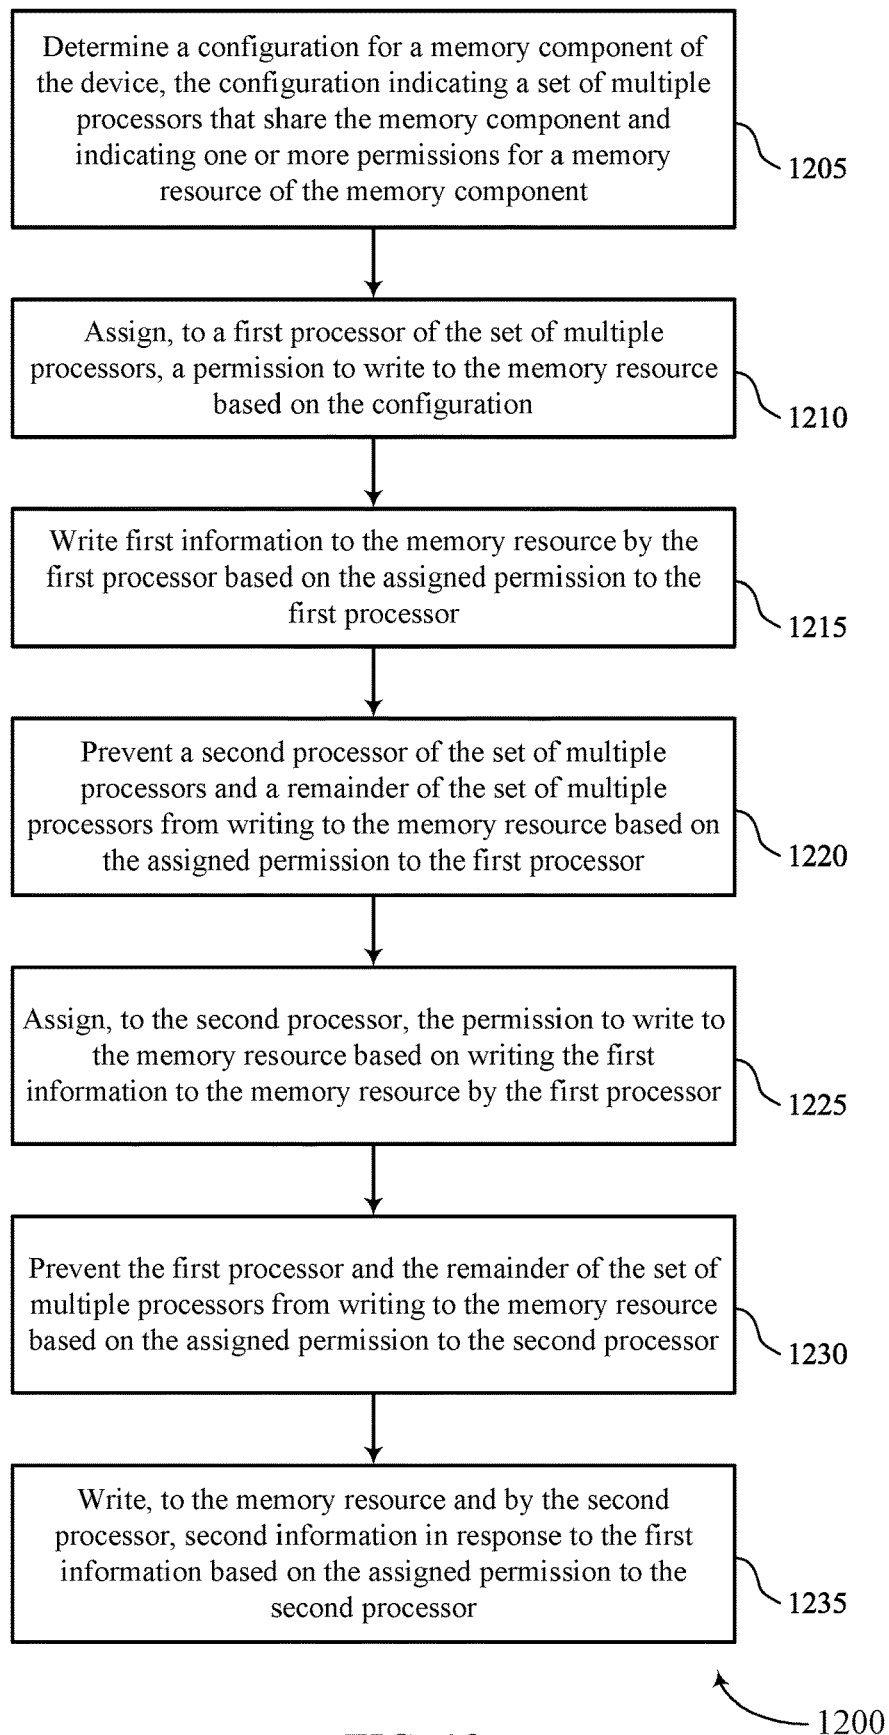 Determine a configuration for a memory component of
the device, the configuration indicating a set of multiple
processors that share the memory component and
indicating one or more permissions for a memory
resource of the memory component
1205
Assign, to a first processor of the set of multiple
processors, a permission to write to the memory resource
based on the configuration
1210
Write first information to the memory resource by the
first processor based on the assigned permission to the
first processor
1215
Prevent a second processor of the set of multiple
processors and a remainder of the set of multiple
processors from writing to the memory resource based on
the assigned permission to the first processor
1220
Assign, to the second processor, the permission to write to
the memory resource based on writing the first
information to the memory resource by the first processor
1225
Prevent the first processor and the remainder of the set of
multiple processors from writing to the memory resource
based on the assigned permission to the second processor
1230
Write, to the memory resource and by the second
processor, second information in response to the first
information based on the assigned permission to the
second processor
1235
1200